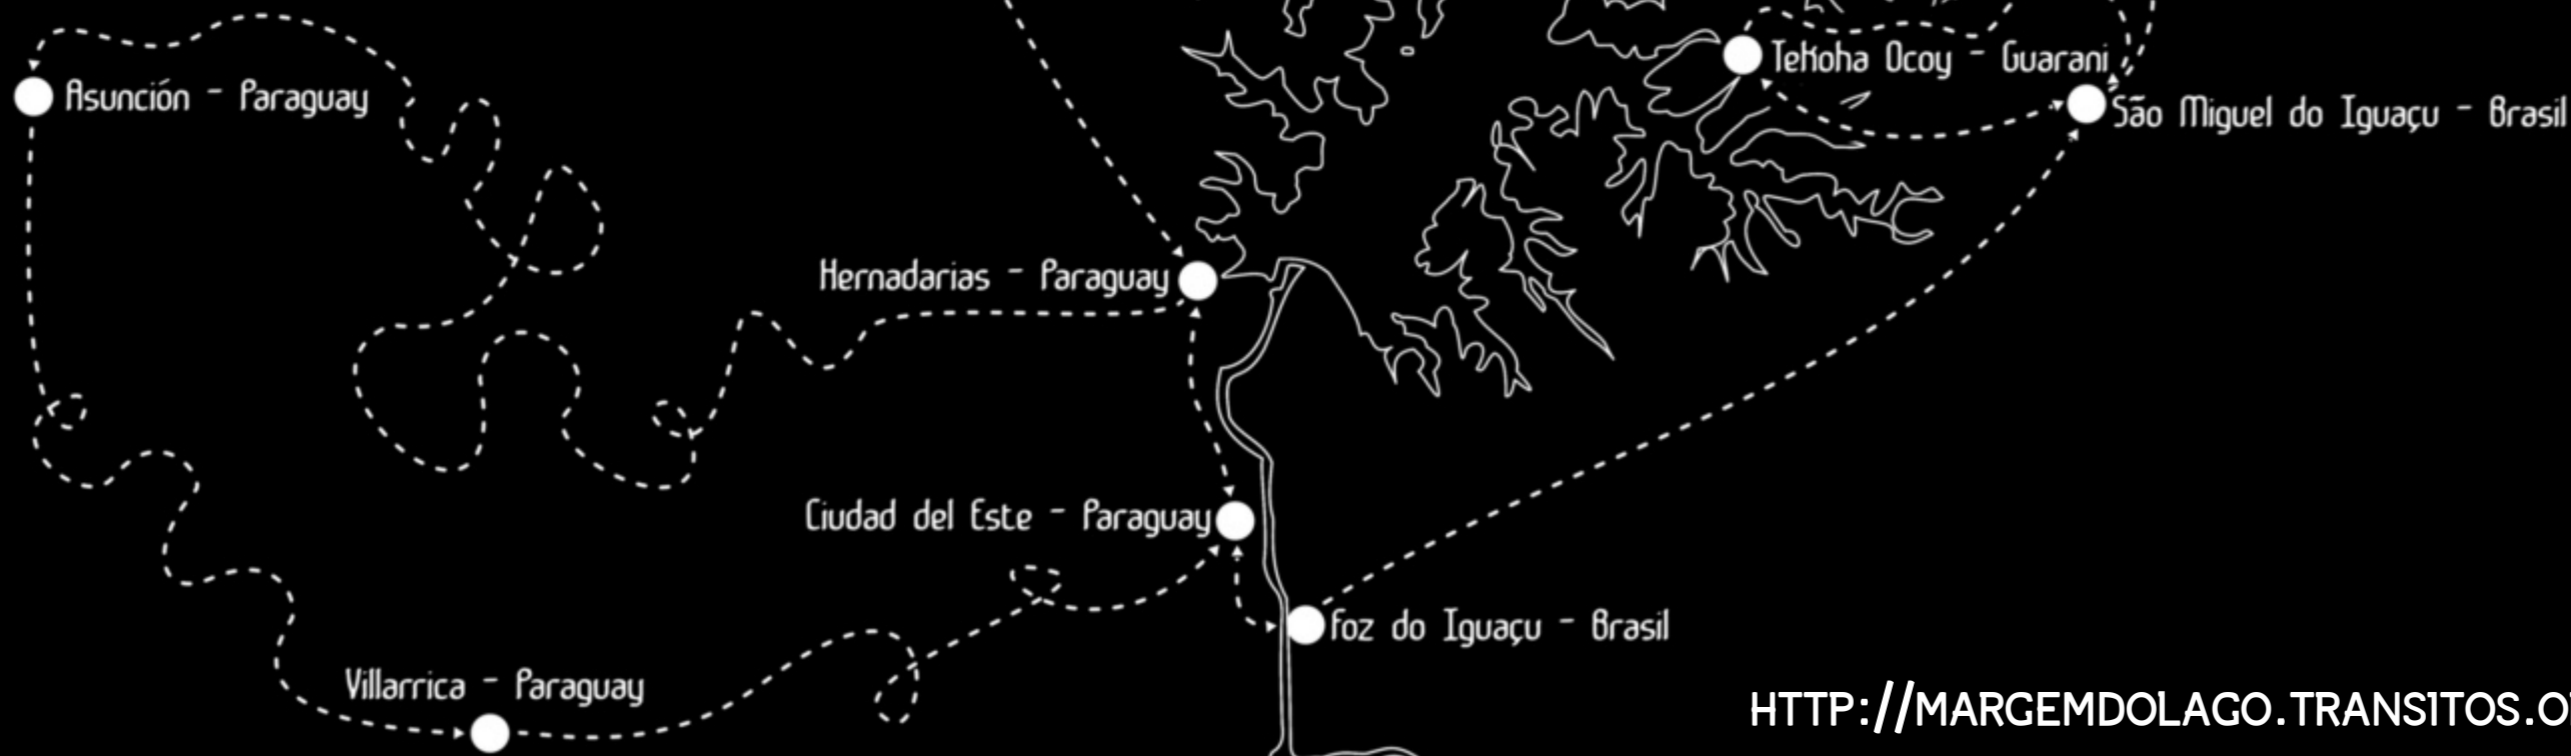 Tekoha Ocoy - Guarani
Asunción - Paraguay
São Miguel do Iguaçu - Brasil
Hernadarias - Paraguay
Ciudad del Este - Paraguay
Foz do Iguaçu - Brasil
Villarrica - Paraguay
HTTP://MARGEMDOLAGO.TRANSITOS.O